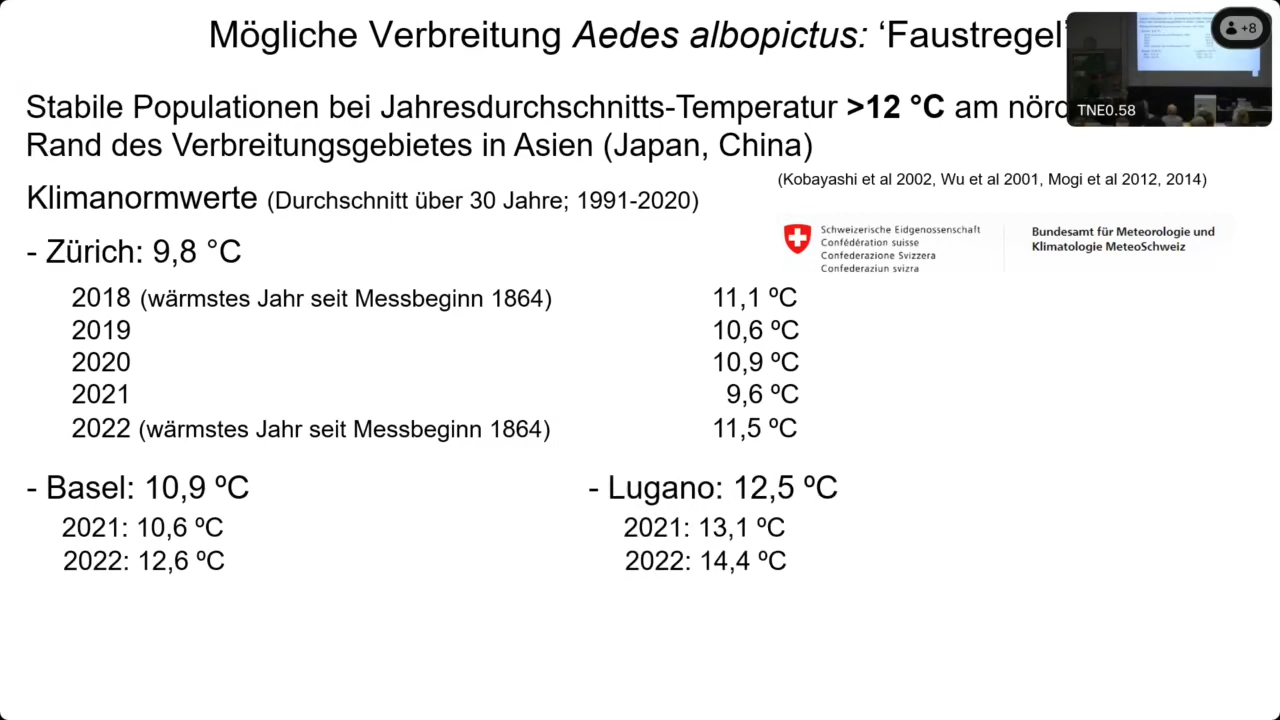 Mögliche Verbreitung Aedes albopictus: ‘Faustregel’
+8
TNE0.58
Stabile Populationen bei Jahresdurchschnitts-Temperatur >12 °C am
Rand des Verbreitungsgebietes in Asien (Japan, China)
(Kobayashi et al 2002, Wu et al 2001, Mogi et al 2012, 2014)
Klimanormwerte (Durchschnitt über 30 Jahre; 1991-2020)
Schweizerische Eidgenossenschaft
Confédération suisse
Confederazione Svizzera
Confederaziun svizra
Bundesamt für Meteorologie und
Klimatologie MeteoSchweiz
- Zürich: 9,8 °C
2018 (wärmstes Jahr seit Messbeginn 1864) 11,1 ºC
2019 10,6 ºC
2020 10,9 ºC
2021 9,6 ºC
2022 (wärmstes Jahr seit Messbeginn 1864) 11,5 ºC
- Basel: 10,9 ºC
2021: 10,6 ºC
2022: 12,6 ºC
- Lugano: 12,5 ºC
2021: 13,1 ºC
2022: 14,4 ºC